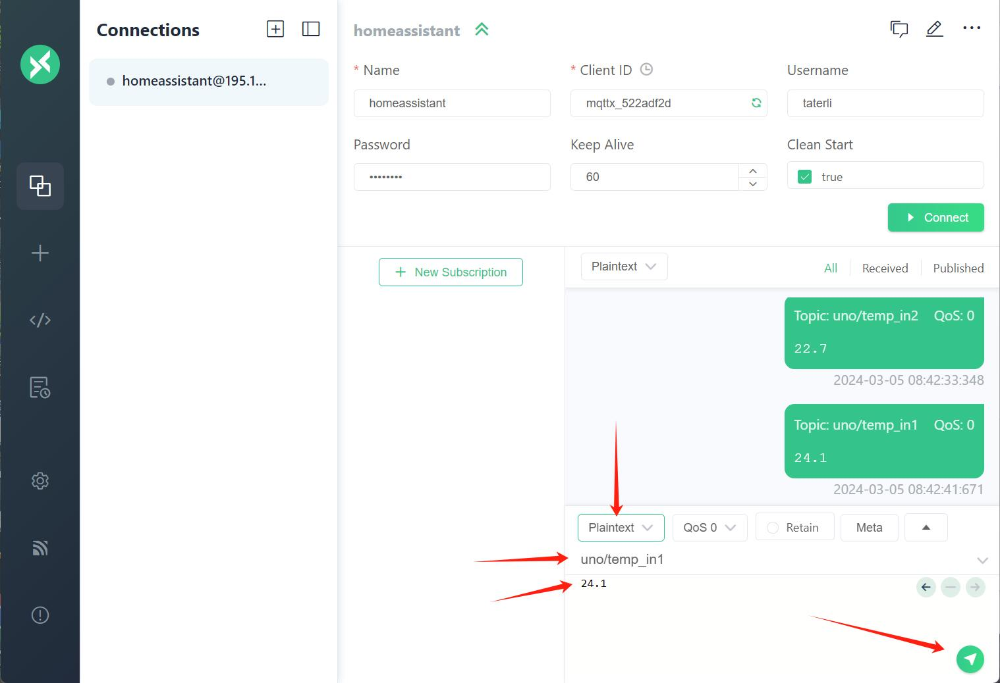 Connections
homeassistant@195.1...
homeassistant
* Name
* Client ID
Username
homeassistant
mqttx_522adf2d
taterli
Password
Keep Alive
Clean Start
••••••••
60
true
Connect
New Subscription
Plaintext
All
Received
Published
Topic: uno/temp_in2 QoS: 0
22.7
2024-03-05 08:42:33:348
Topic: uno/temp_in1 QoS: 0
24.1
2024-03-05 08:42:41:671
Plaintext
QoS 0
Retain
Meta
uno/temp_in1
24.1